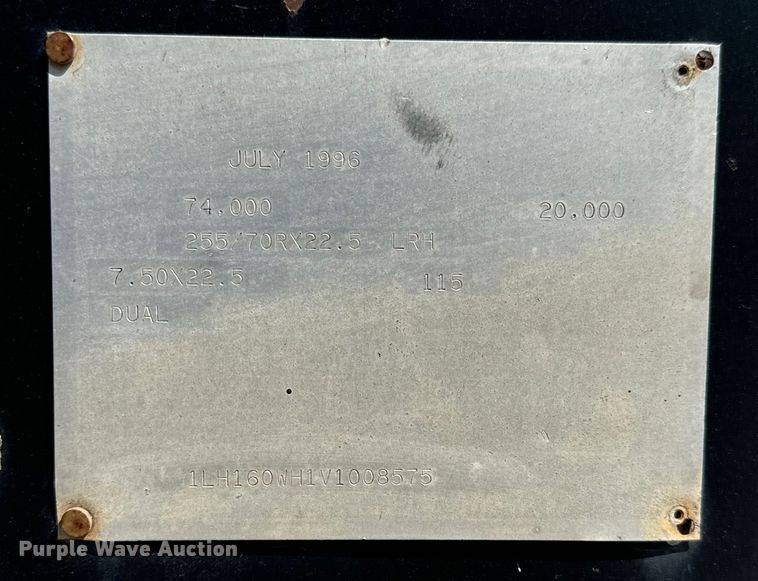 JULY 1996
74,000 20,000
255/70RX22.5 LRH
7.50X22.5 115
DUAL
1LH160WH1V1008575
Purple Wave Auction